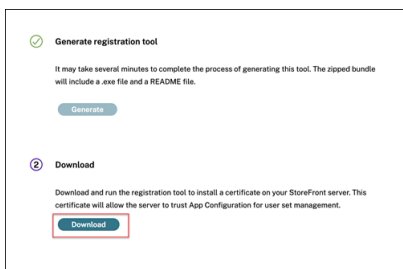 Generate registration tool
It may take several minutes to complete the process of generating this tool. The zipped bundle
will include a .exe file and a README file.
Generate
2 Download
Download and run the registration tool to install a certificate on your StoreFront server. This
certificate will allow the server to trust App Configuration for user set management.
Download